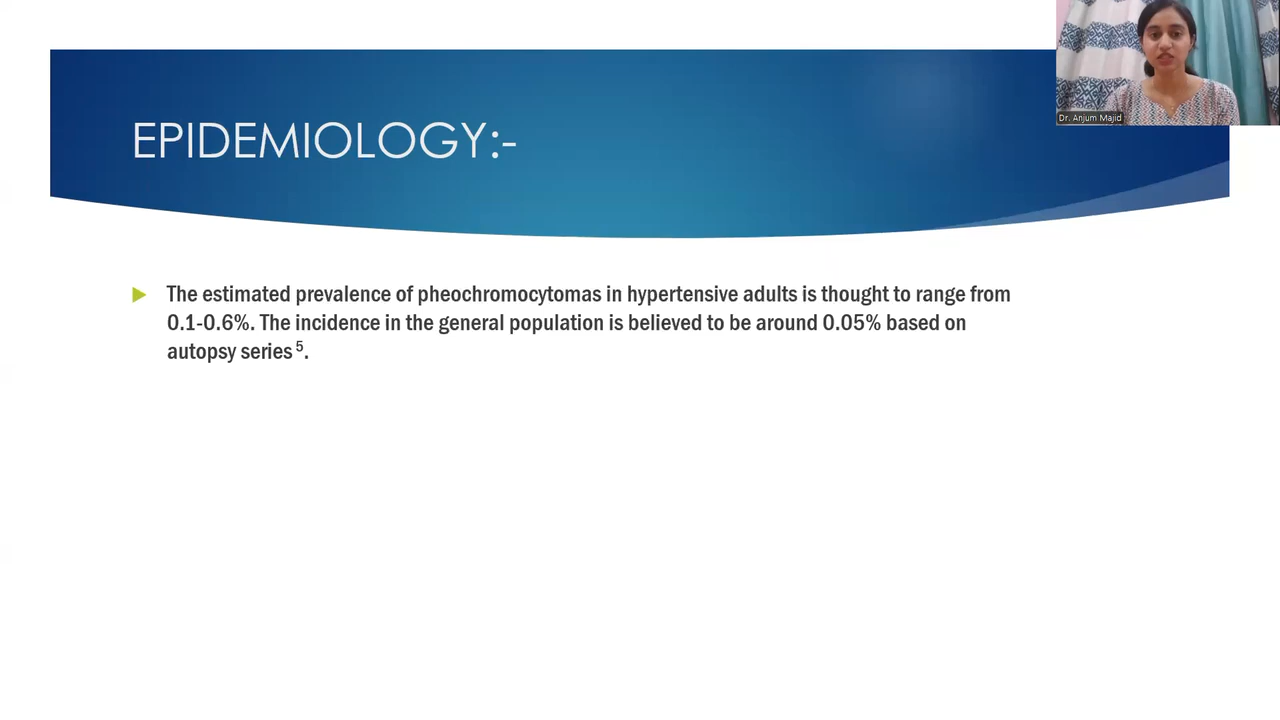 Dr. Anjum Majid
EPIDEMIOLOGY:-
The estimated prevalence of pheochromocytomas in hypertensive adults is thought to range from
0.1-0.6%. The incidence in the general population is believed to be around 0.05% based on
autopsy series ⁵.